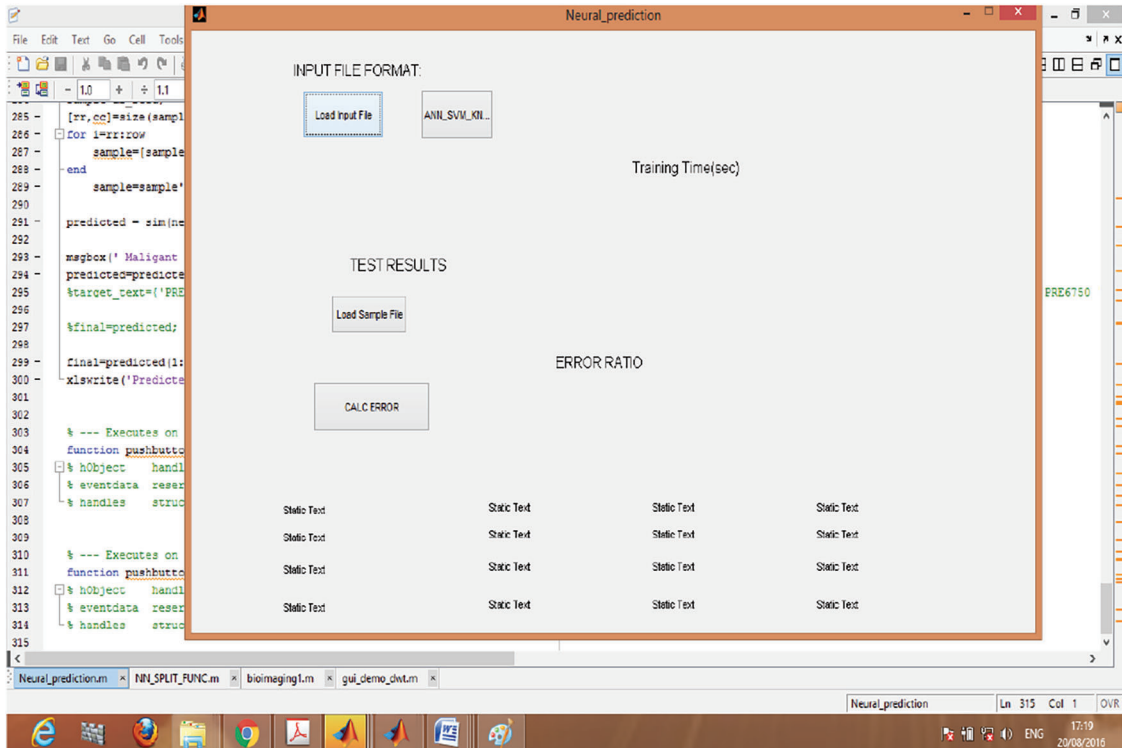 Neural_prediction
File Edit Text Go Cell Tools
1.0 + ÷ 1.1
INPUT FILE FORMAT:
Load Input File
ANN_SVM_KN...
Training Time(sec)
TEST RESULTS
Load Sample File
ERROR RATIO
CALC ERROR
Static Text Static Text Static Text Static Text
Static Text Static Text Static Text Static Text
Static Text Static Text Static Text Static Text
Static Text Static Text Static Text Static Text
285 - [rr,cc]=size(sampl
286 - for i=rr:row
287 - sample=[sample
288 - end
289 - sample=sample'
290
291 - predicted = sim(ne
292
293 - msgbox(' Maligant
294 - predicted=predicte
295 %target_text=('PRE PRE6750
296
297 %final=predicted;
298
299 - final=predicted(1:
300 - xlswrite('Predicte
301
302
303 % --- Executes on
304 function pushbutto
305 % hObject handl
306 % eventdata reser
307 % handles struc
308
309
310 % --- Executes on
311 function pushbutto
312 % hObject handl
313 % eventdata reser
314 % handles struc
315
Neural_prediction.m × NN_SPLIT_FUNC.m × bioimaging1.m × gui_demo_dwt.m ×
Neural_prediction Ln 315 Col 1 OVR
ENG 17:19
20/08/2016